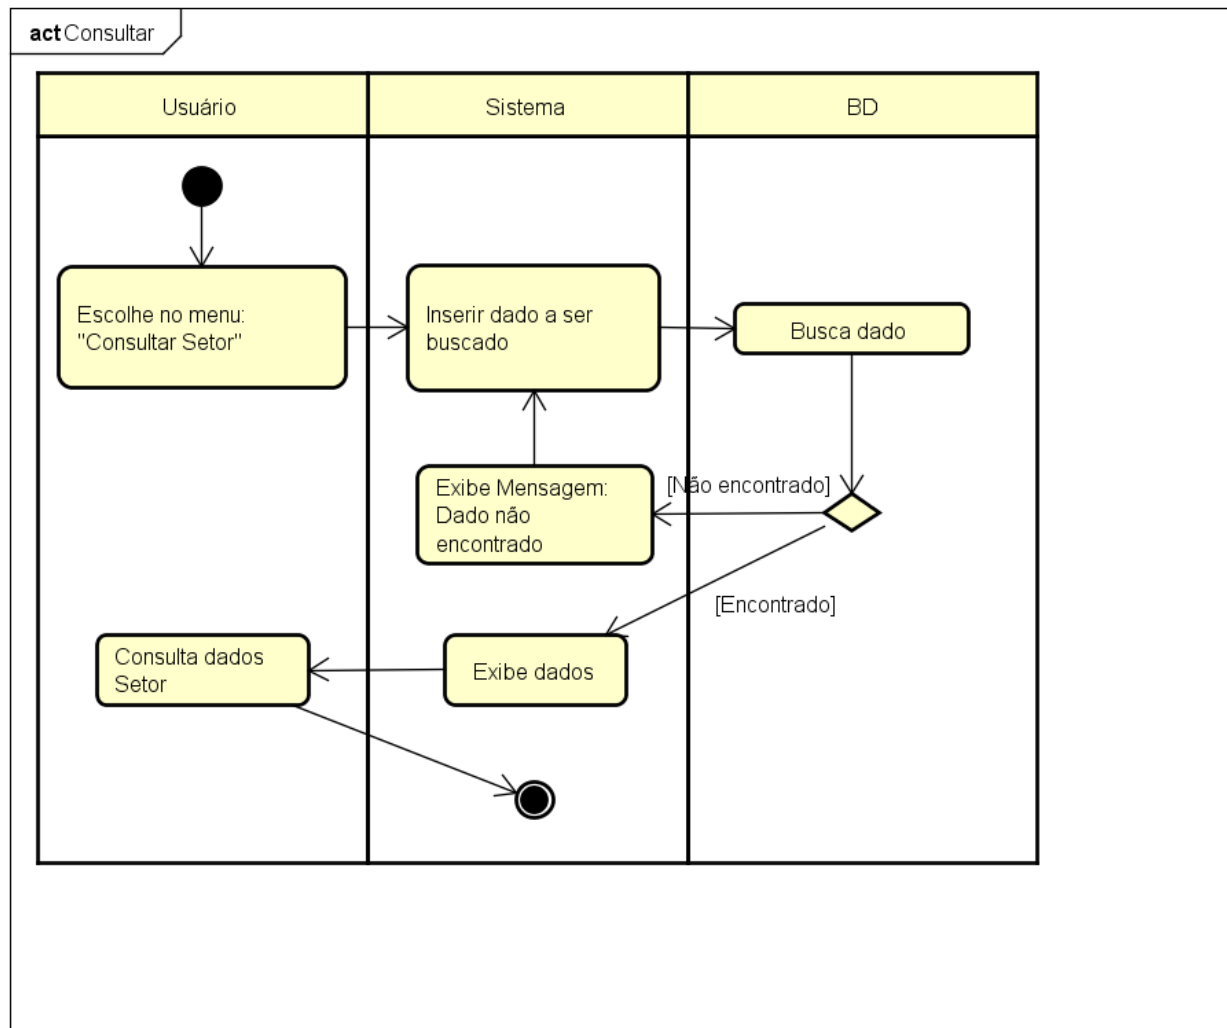 act Consultar
Usuário
Sistema
BD
Escolhe no menu:
"Consultar Setor"
Inserir dado a ser
buscado
Busca dado
Exibe Mensagem:
Dado não
encontrado
[Não encontrado]
[Encontrado]
Consulta dados
Setor
Exibe dados